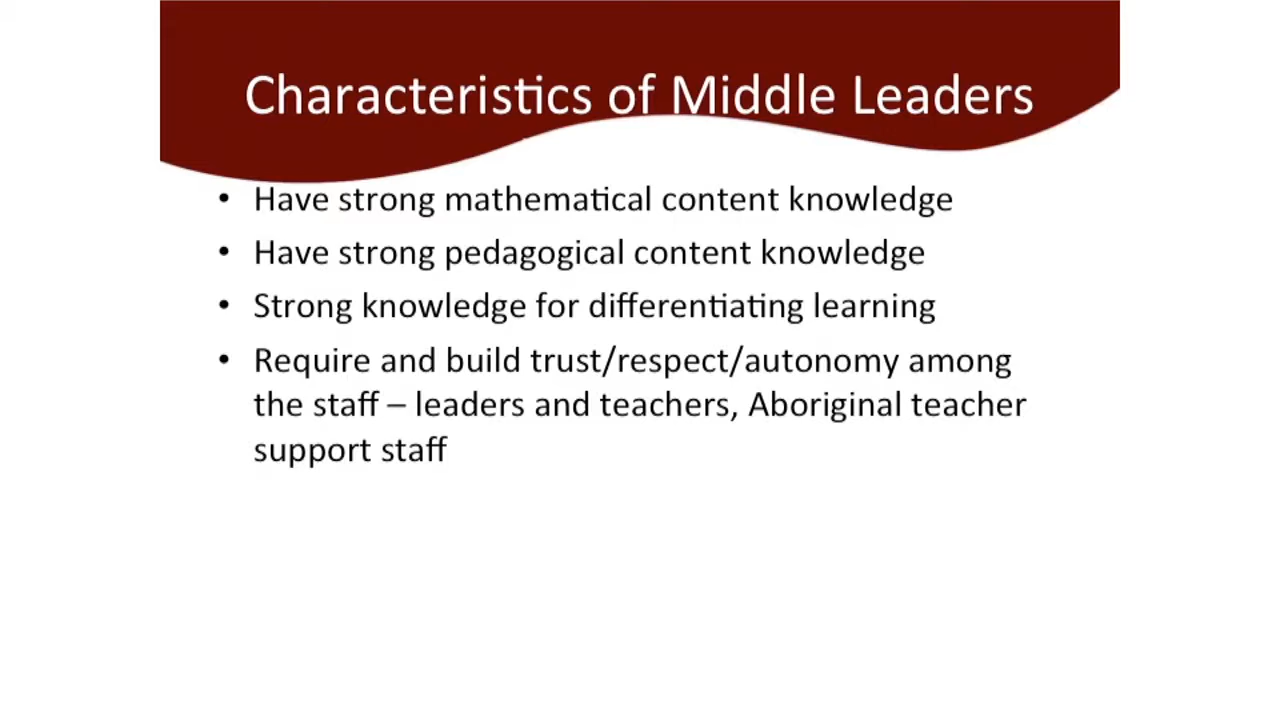 Characteristics of Middle Leaders
• Have strong mathematical content knowledge
• Have strong pedagogical content knowledge
• Strong knowledge for differentiating learning
• Require and build trust/respect/autonomy among
the staff – leaders and teachers, Aboriginal teacher
support staff